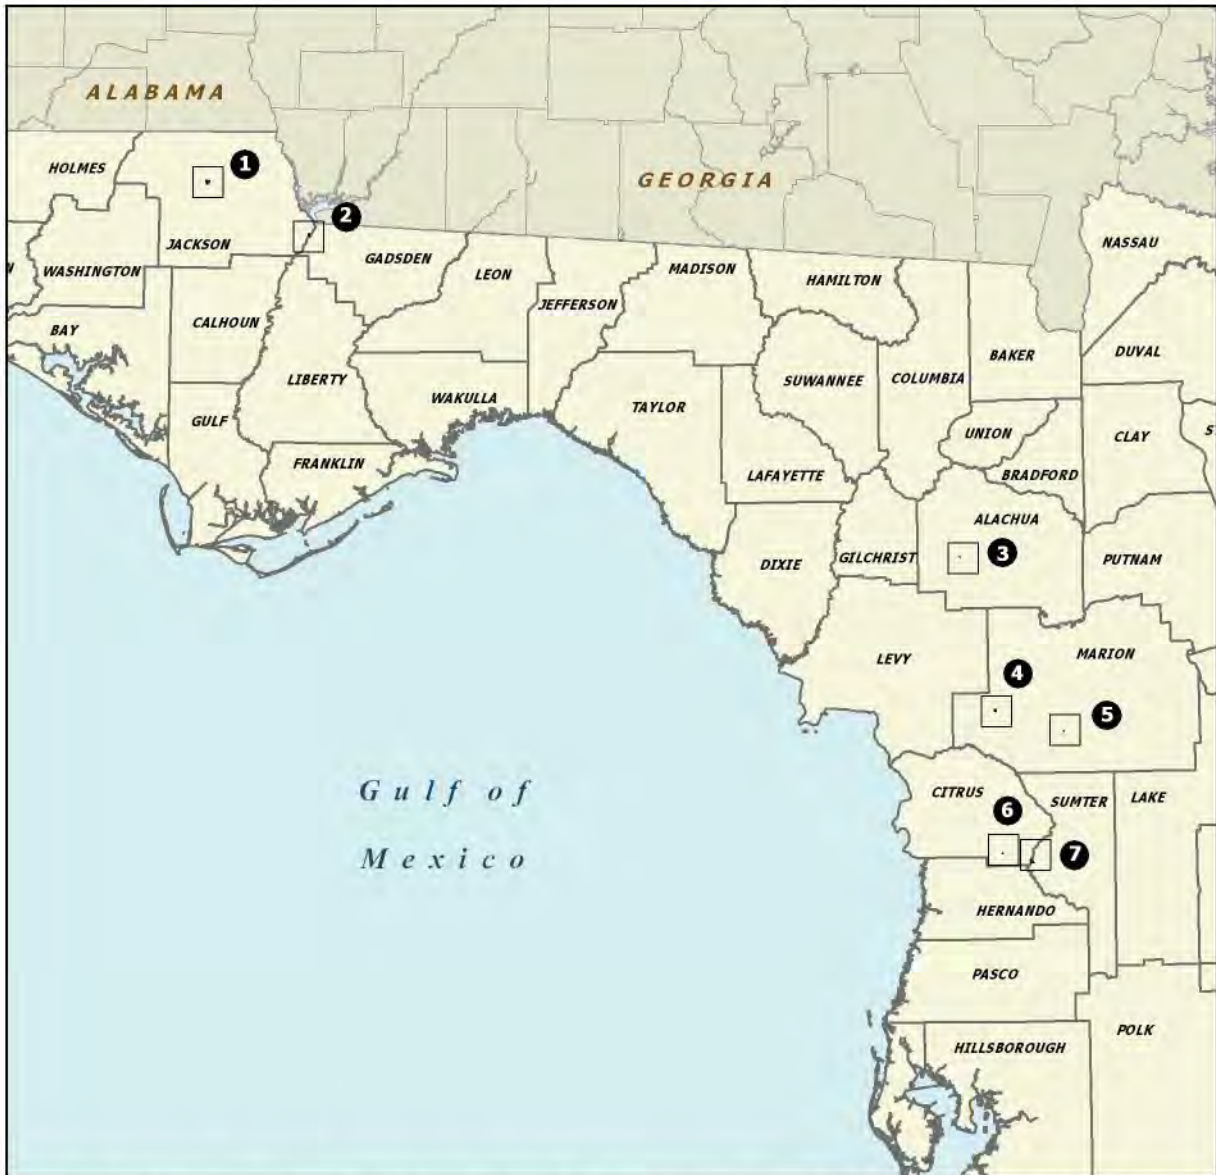 ALABAMA
GEORGIA
HOLMES
1
2
JACKSON
WASHINGTON
N
GADSDEN
LEON
MADISON
HAMILTON
NASSAU
JEFFERSON
BAY
CALHOUN
BAKER
DUVAL
LIBERTY
WAKULLA
SUWANNEE
COLUMBIA
TAYLOR
GULF
UNION
CLAY
S
FRANKLIN
LAFAYETTE
BRADFORD
ALACHUA
3
DIXIE
GILCHRIST
PUTNAM
LEVY
MARION
4
5
Gulf of
Mexico
CITRUS
6
SUMTER
LAKE
7
HERNANDO
PASCO
POLK
HILLSBOROUGH